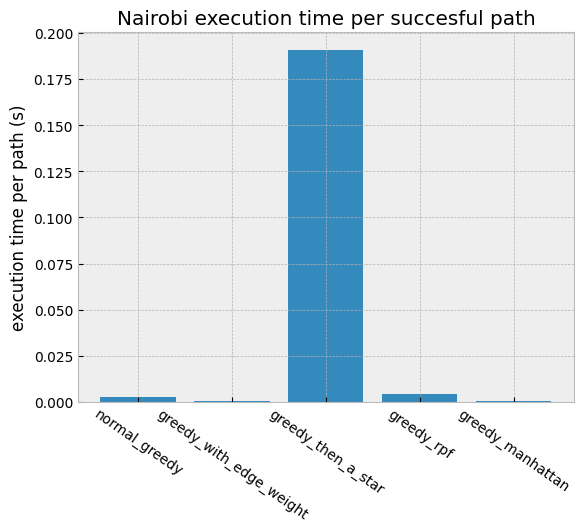 Nairobi execution time per succesful path
execution time per path (s)
0.200
0.175
0.150
0.125
0.100
0.075
0.050
0.025
0.000
normal_greedy
greedy_with_edge_weight
greedy_then_a_star
greedy_rpf
greedy_manhattan